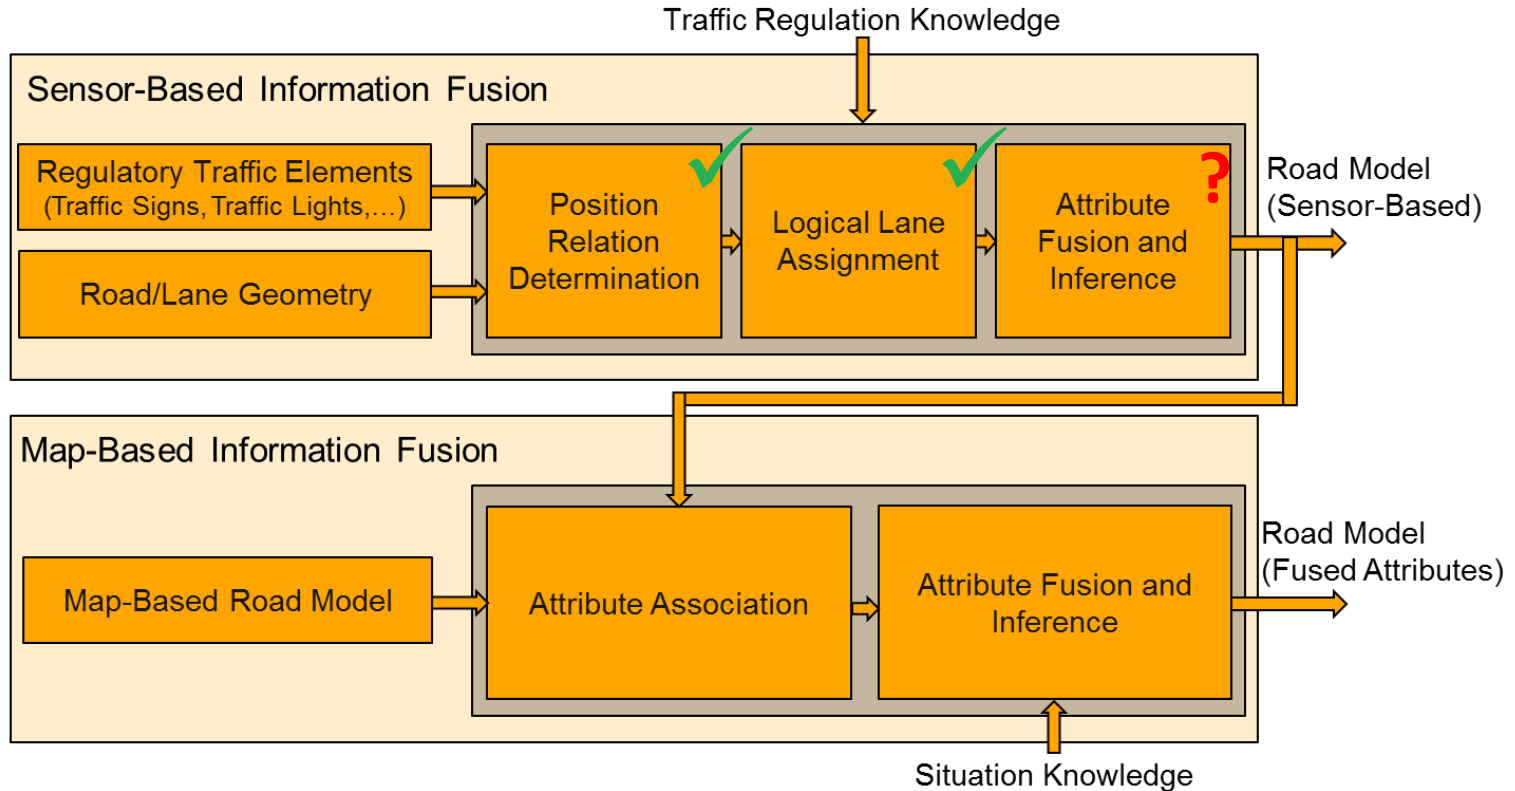 Traffic Regulation Knowledge
Sensor-Based Information Fusion
Regulatory Traffic Elements
(Traffic Signs, Traffic Lights,...)
Road/Lane Geometry
Position
Relation
Determination
Logical Lane
Assignment
Attribute
Fusion and
Inference
?
Road Model
(Sensor-Based)
Map-Based Information Fusion
Map-Based Road Model
Attribute Association
Attribute Fusion and
Inference
Road Model
(Fused Attributes)
Situation Knowledge